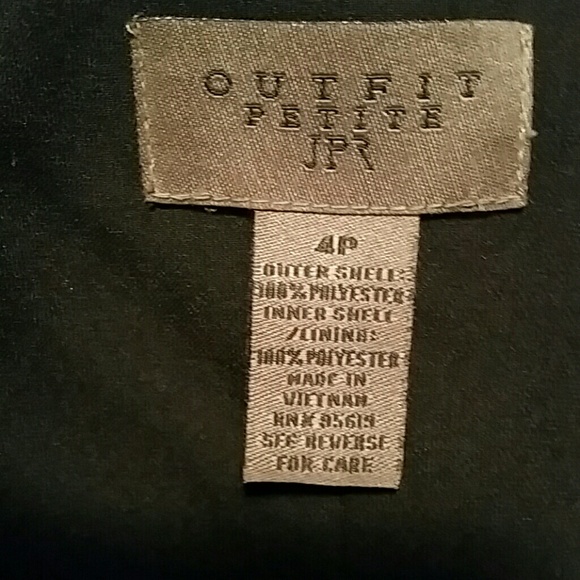 OUTFIT
PETITE
JPR
4P
OUTER SHELL:
100% POLYESTER
INNER SHELL
/LINING:
100% POLYESTER
MADE IN
VIETNAM
RN# 85619
SEE REVERSE
FOR CARE